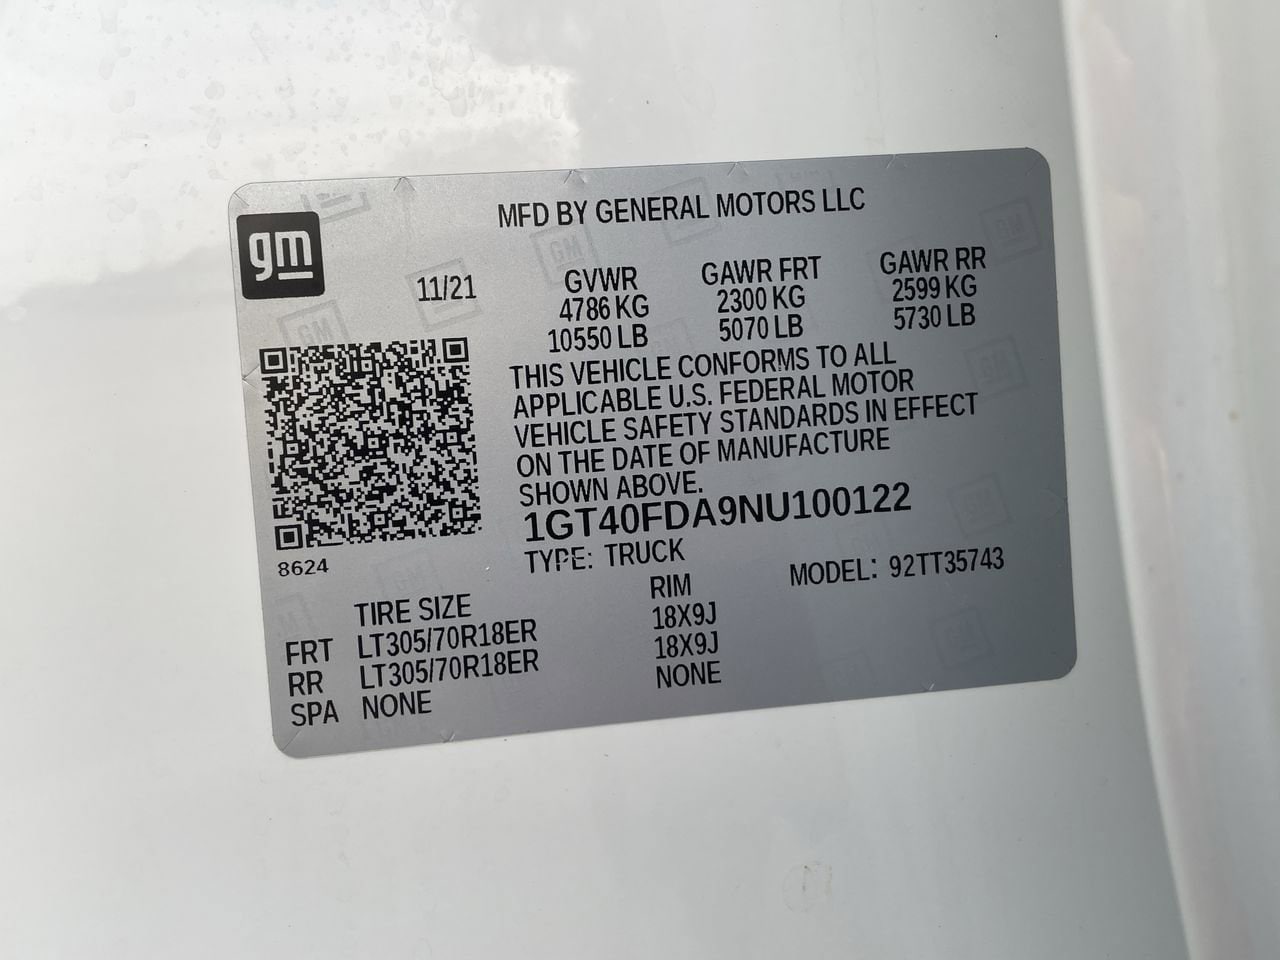 gm
MFD BY GENERAL MOTORS LLC
11/21
GVWR GAWR FRT GAWR RR
4786 KG 2300 KG 2599 KG
10550 LB 5070 LB 5730 LB
THIS VEHICLE CONFORMS TO ALL
APPLICABLE U.S. FEDERAL MOTOR
VEHICLE SAFETY STANDARDS IN EFFECT
ON THE DATE OF MANUFACTURE
SHOWN ABOVE.
1GT40FDA9NU100122
8624
TYPE: TRUCK MODEL: 92TT35743
TIRE SIZE RIM
FRT LT305/70R18ER 18X9J
RR LT305/70R18ER 18X9J
SPA NONE NONE